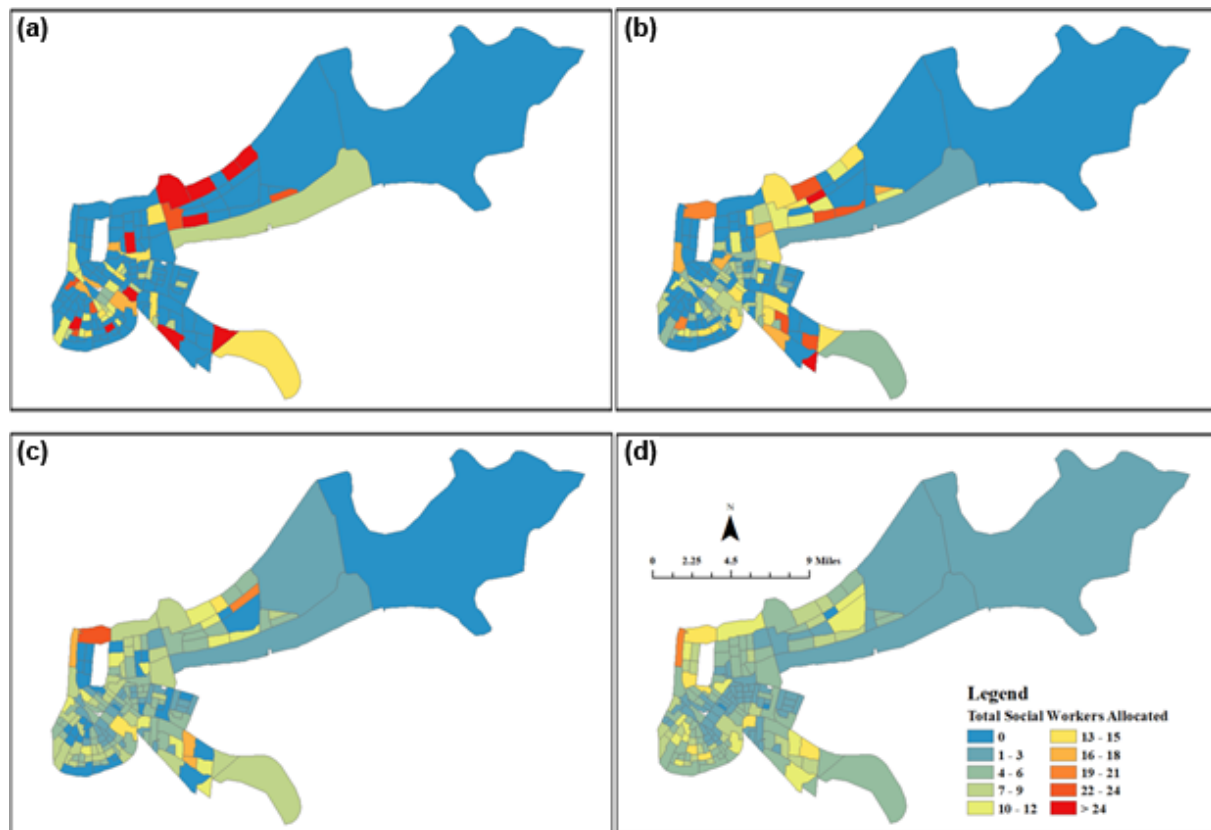 (a)
(b)
(c)
(d)
N
0 2.25 4.5 9 Miles
Legend
Total Social Workers Allocated
0
1 - 3
4 - 6
7 - 9
10 - 12
13 - 15
16 - 18
19 - 21
22 - 24
> 24